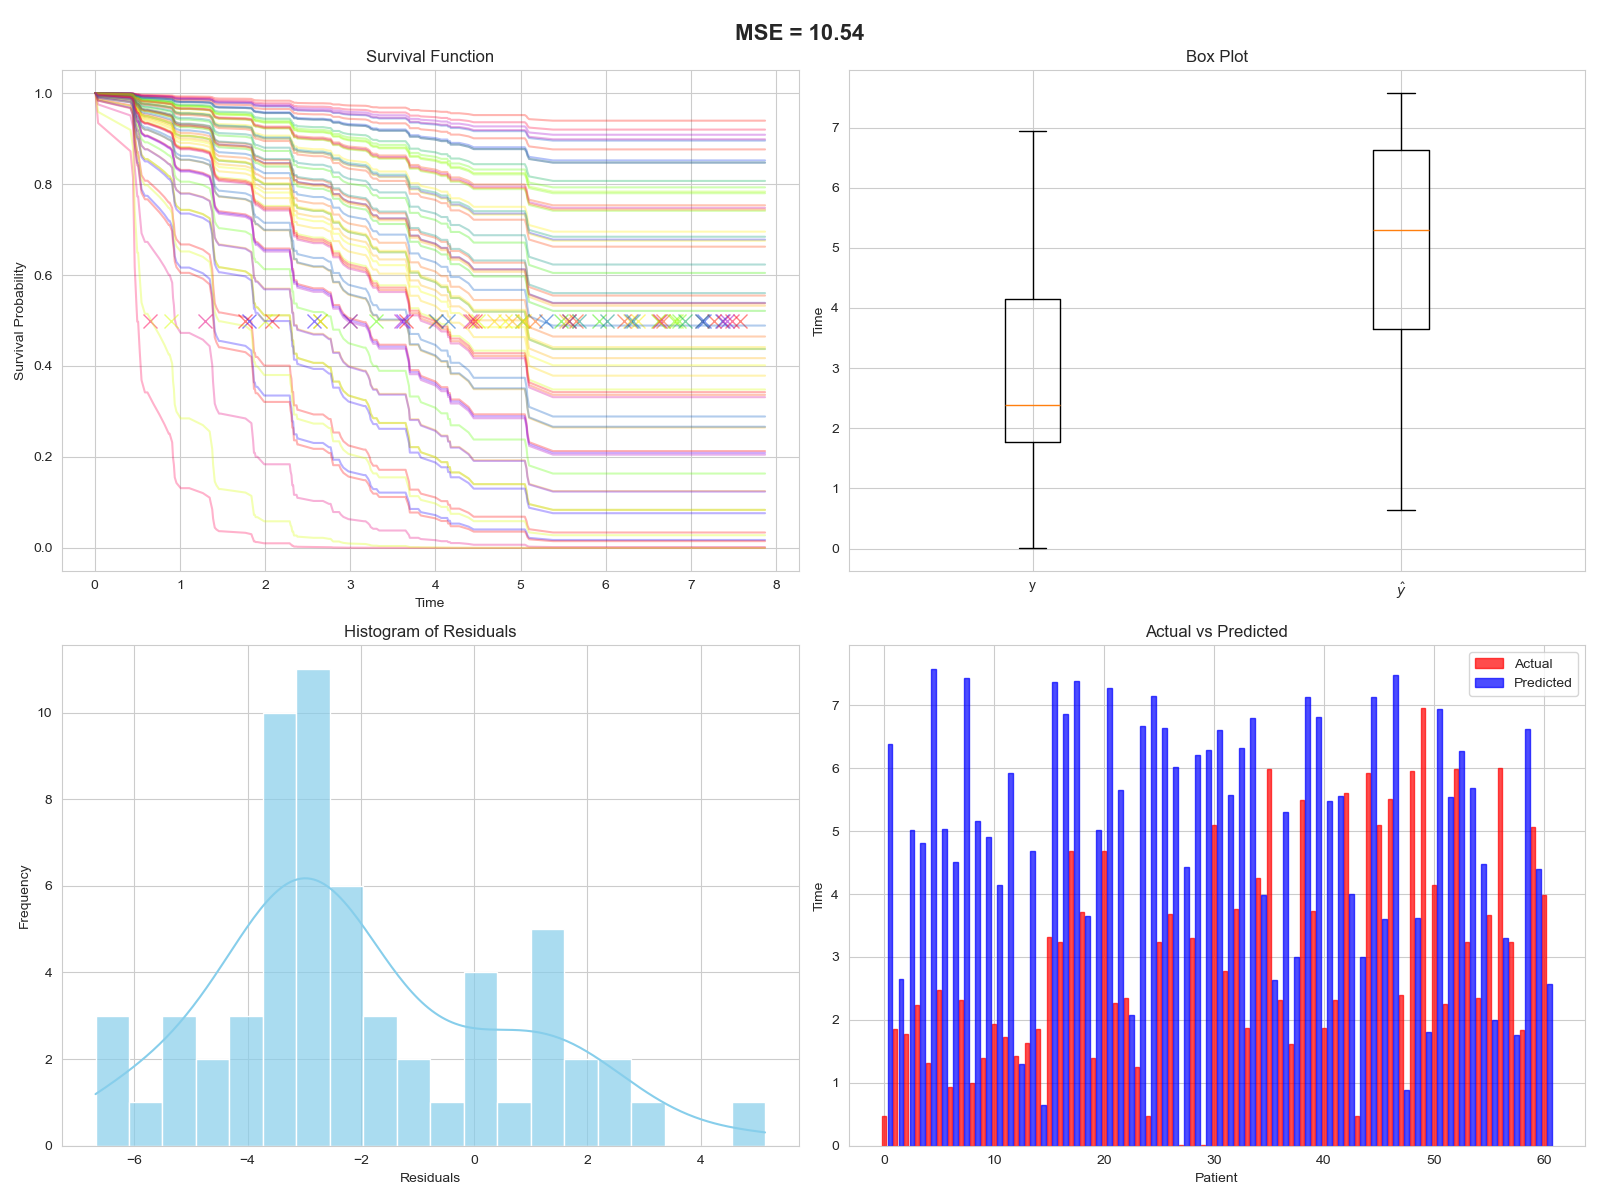 MSE = 10.54
Survival Function
1.0
0.8
0.6
0.4
0.2
0.0
Survival Probability
0 1 2 3 4 5 6 7 8
Time
Box Plot
7
6
5
4
3
2
1
0
Time
y ŷ
Histogram of Residuals
10
8
6
4
2
0
Frequency
−6 −4 −2 0 2 4
Residuals
Actual vs Predicted
Actual
Predicted
7
6
5
4
3
2
1
0
Time
0 10 20 30 40 50 60
Patient